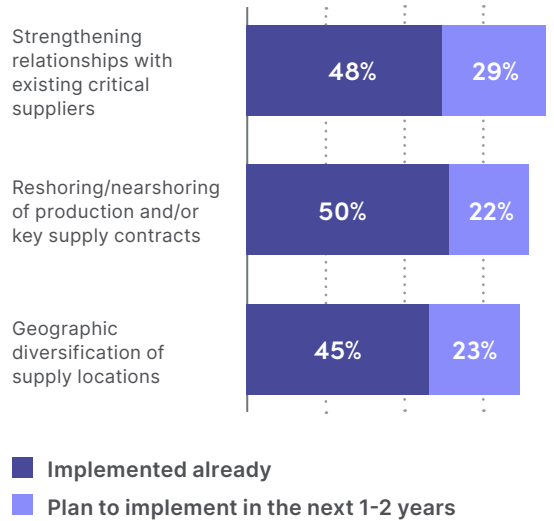 Strengthening
relationships with
existing critical
suppliers
48%
29%
Reshoring/nearshoring
of production and/or
key supply contracts
50%
22%
Geographic
diversification of
supply locations
45%
23%
Implemented already
Plan to implement in the next 1-2 years